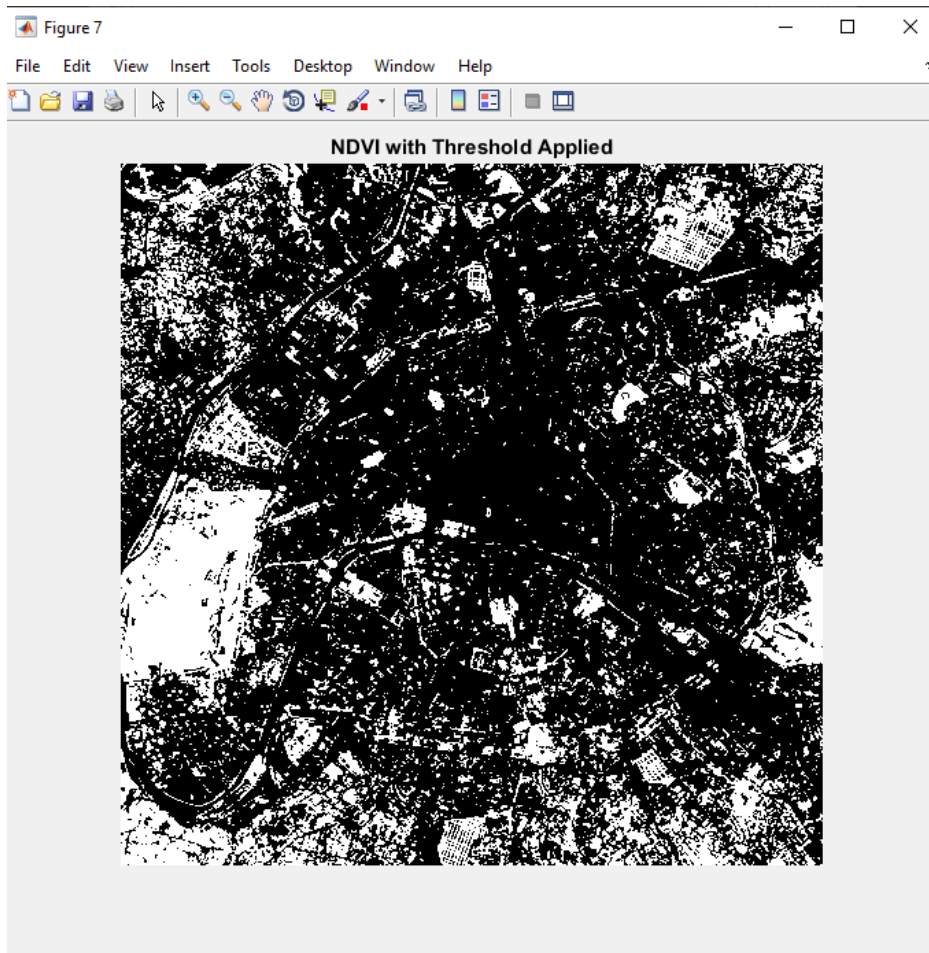 Figure 7
File Edit View Insert Tools Desktop Window Help
NDVI with Threshold Applied